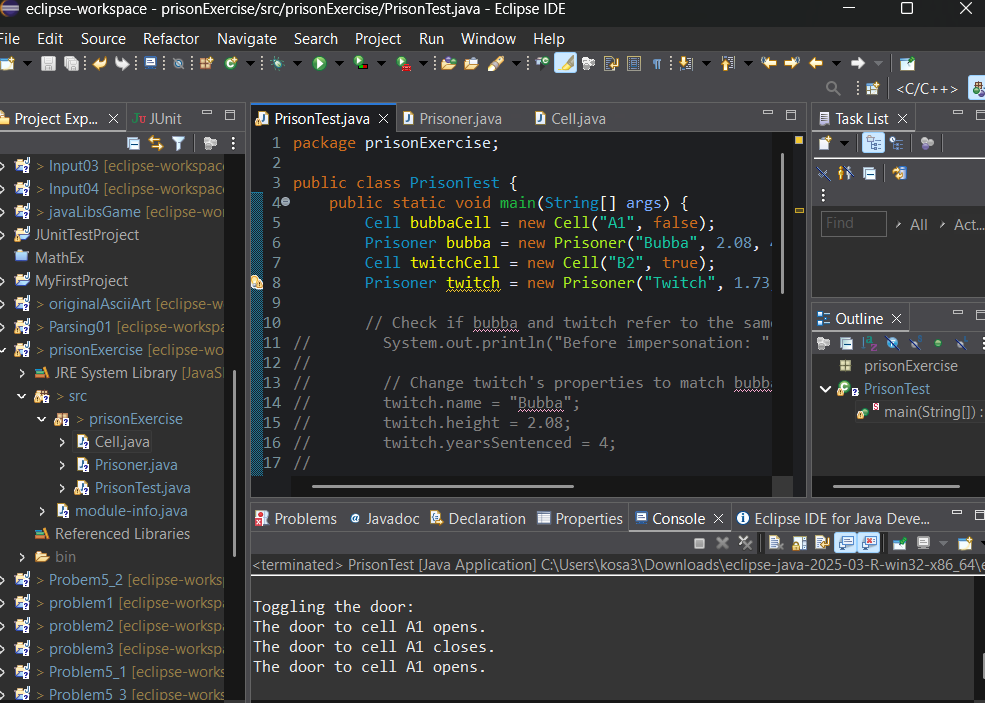 eclipse-workspace - prisonExercise/src/prisonExercise/PrisonTest.java - Eclipse IDE
File Edit Source Refactor Navigate Search Project Run Window Help
<C/C++>
Project Exp...
JUnit
> Input03 [eclipse-workspace
> Input04 [eclipse-workspace
> javaLibsGame [eclipse-wor
JUnitTestProject
MathEx
MyFirstProject
> originalAsciiArt [eclipse-w
> Parsing01 [eclipse-workspa
> prisonExercise [eclipse-wo
JRE System Library [JavaS
> src
> prisonExercise
Cell.java
Prisoner.java
PrisonTest.java
module-info.java
Referenced Libraries
bin
> Probem5_2 [eclipse-works
> problem1 [eclipse-workspa
> problem2 [eclipse-workspa
> problem3 [eclipse-workspa
> Problem5_1 [eclipse-works
> Problem5_3 [eclipse-works
PrisonTest.java Prisoner.java Cell.java
1 package prisonExercise;
2
3 public class PrisonTest {
4 public static void main(String[] args) {
5 Cell bubbaCell = new Cell("A1", false);
6 Prisoner bubba = new Prisoner("Bubba", 2.08,
7 Cell twitchCell = new Cell("B2", true);
8 Prisoner twitch = new Prisoner("Twitch", 1.73
9
10 // Check if bubba and twitch refer to the same
11 // System.out.println("Before impersonation: "
12 //
13 // // Change twitch's properties to match bubba
14 // twitch.name = "Bubba";
15 // twitch.height = 2.08;
16 // twitch.yearsSentenced = 4;
17 //
Task List
Find All Act...
Outline
prisonExercise
PrisonTest
main(String[]) :
Problems @ Javadoc Declaration Properties Console Eclipse IDE for Java Deve...
<terminated> PrisonTest [Java Application] C:\Users\kosa3\Downloads\eclipse-java-2025-03-R-win32-x86_64\e
Toggling the door:
The door to cell A1 opens.
The door to cell A1 closes.
The door to cell A1 opens.